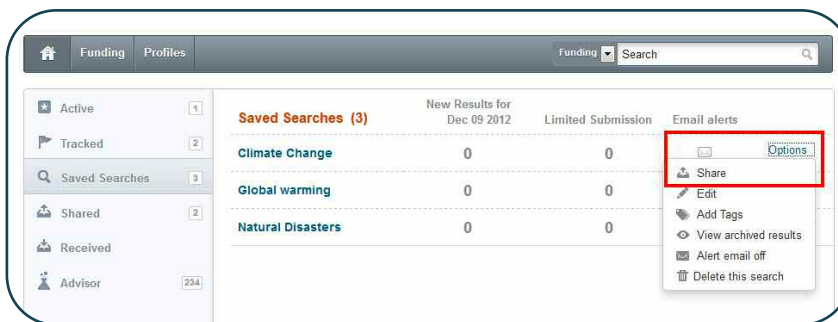 Funding Profiles Funding Search
Active 1
Tracked 2
Saved Searches 3
Shared 2
Received
Advisor 234
Saved Searches (3) New Results for Dec 09 2012 Limited Submission Email alerts
Climate Change 0 0 Options
Global warming 0 0
Natural Disasters 0 0
Share
Edit
Add Tags
View archived results
Alert email off
Delete this search